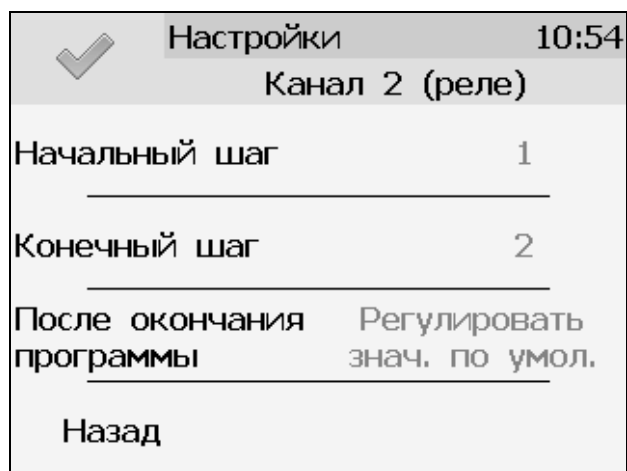 Настройки 10:54
Канал 2 (реле)
Начальный шаг 1
Конечный шаг 2
После окончания Регулировать
программы знач. по умол.
Назад